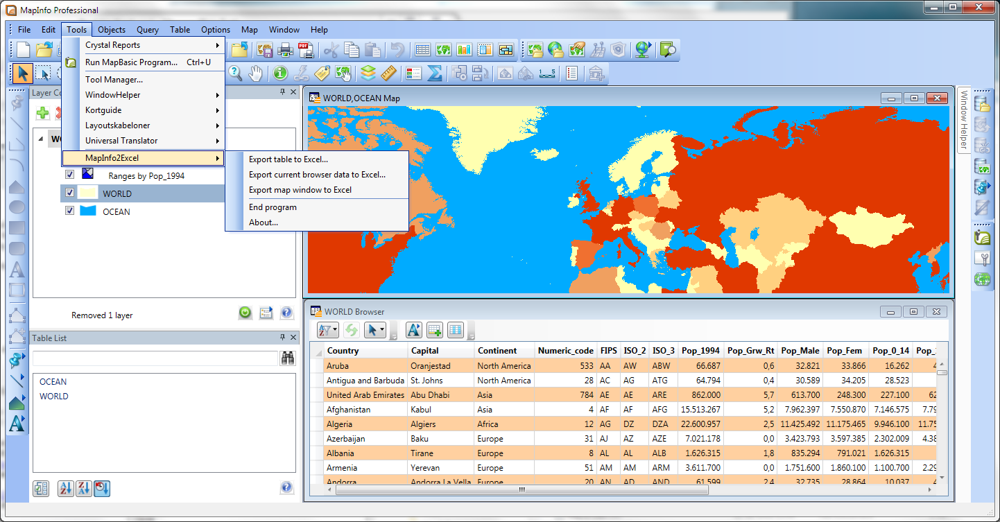 MapInfo Professional
File Edit Tools Objects Query Table Options Map Window Help
Crystal Reports
Run MapBasic Program... Ctrl+U
Tool Manager...
WindowHelper
Kortguide
Layoutskabeloner
Universal Translator
MapInfo2Excel
Export table to Excel...
Export current browser data to Excel...
Export map window to Excel
End program
About...
Layer Co
Ranges by Pop_1994
WORLD
OCEAN
Removed 1 layer
Table List
OCEAN
WORLD
WORLD,OCEAN Map
Window Helper
WORLD Browser
Country Capital Continent Numeric_code FIPS ISO_2 ISO_3 Pop_1994 Pop_Grw_Rt Pop_Male Pop_Fem Pop_0_14 Pop_
Aruba Oranjestad North America 533 AA AW ABW 66.687 0,6 32.821 33.866 16.262 4
Antigua and Barbuda St. Johns North America 28 AC AG ATG 64.794 0,4 30.589 34.205 28.523
United Arab Emirates Abu Dhabi Asia 784 AE AE ARE 862.000 5,7 613.700 248.300 227.100 62
Afghanistan Kabul Asia 4 AF AF AFG 15.513.267 5,2 7.962.397 7.550.870 7.146.575 7.79
Algeria Algiers Africa 12 AG DZ DZA 22.600.957 2,5 11.425.492 11.175.465 9.946.100 11.75
Azerbaijan Baku Europe 31 AJ AZ AZE 7.021.178 0,0 3.423.793 3.597.385 2.302.009 4.38
Albania Tirane Europe 8 AL AL ALB 1.626.315 1,8 835.294 791.021 1.626.315
Armenia Yerevan Europe 51 AM AM ARM 3.611.700 0,0 1.751.600 1.860.100 1.100.700 2.29
Andorra Andorra La Vella Europe 20 AN AD AND 61.599 2,4 32.735 28.864 10.037 4